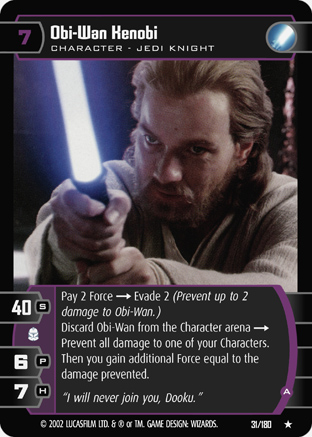 7 Obi-Wan Kenobi
CHARACTER - JEDI KNIGHT
Pay 2 Force → Evade 2 (Prevent up to 2
40 S
damage to Obi-Wan.)
Discard Obi-Wan from the Character arena →
Prevent all damage to one of your Characters.
6 P
Then you gain additional Force equal to the
damage prevented.
7 H
"I will never join you, Dooku."
A
© 2002 LUCASFILM LTD. & ® or TM. GAME DESIGN: WIZARDS. 31/180 ★